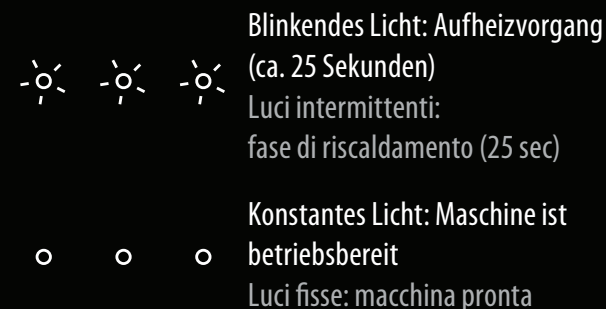 Blinkendes Licht: Aufheizvorgang
(ca. 25 Sekunden)
Luci intermittenti:
fase di riscaldamento (25 sec)
Konstantes Licht: Maschine ist
betriebsbereit
Luci fisse: macchina pronta